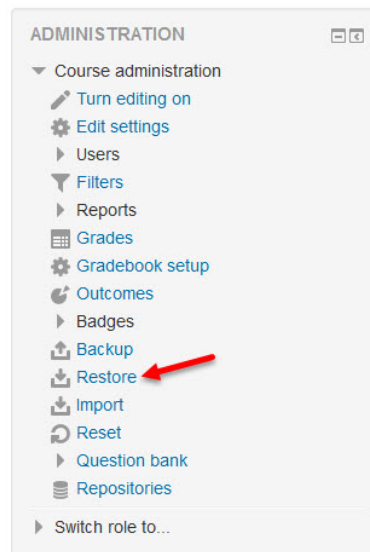 ADMINISTRATION
Course administration
Turn editing on
Edit settings
Users
Filters
Reports
Grades
Gradebook setup
Outcomes
Badges
Backup
Restore
Import
Reset
Question bank
Repositories
Switch role to...